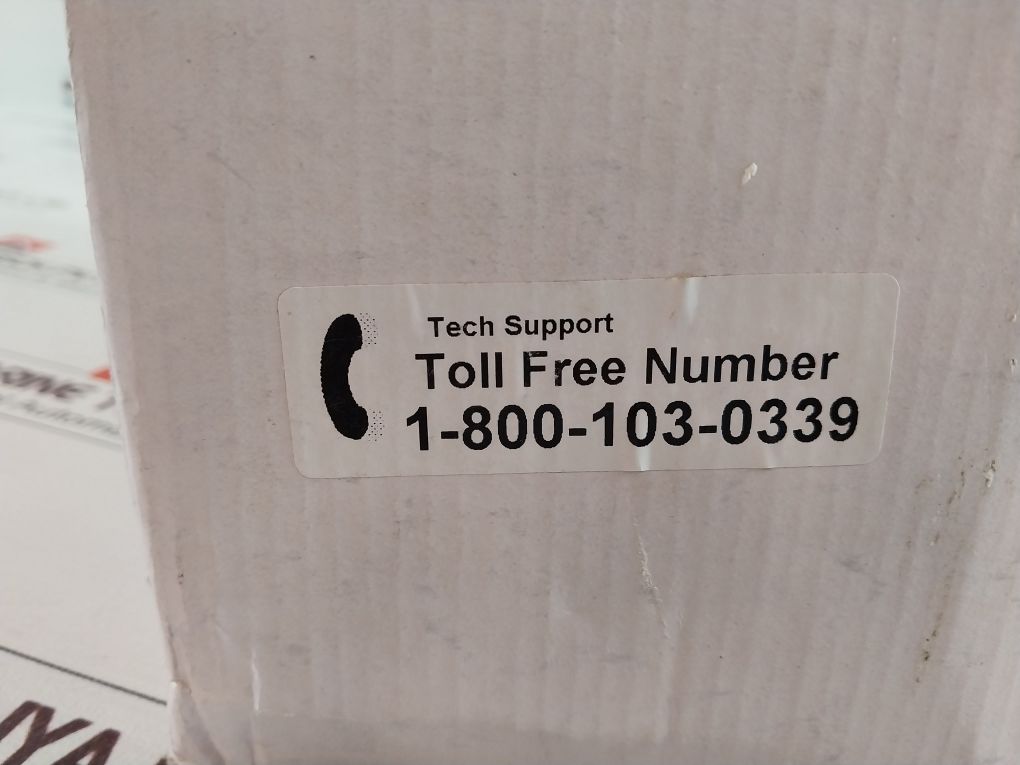 Tech Support
Toll Free Number
1-800-103-0339